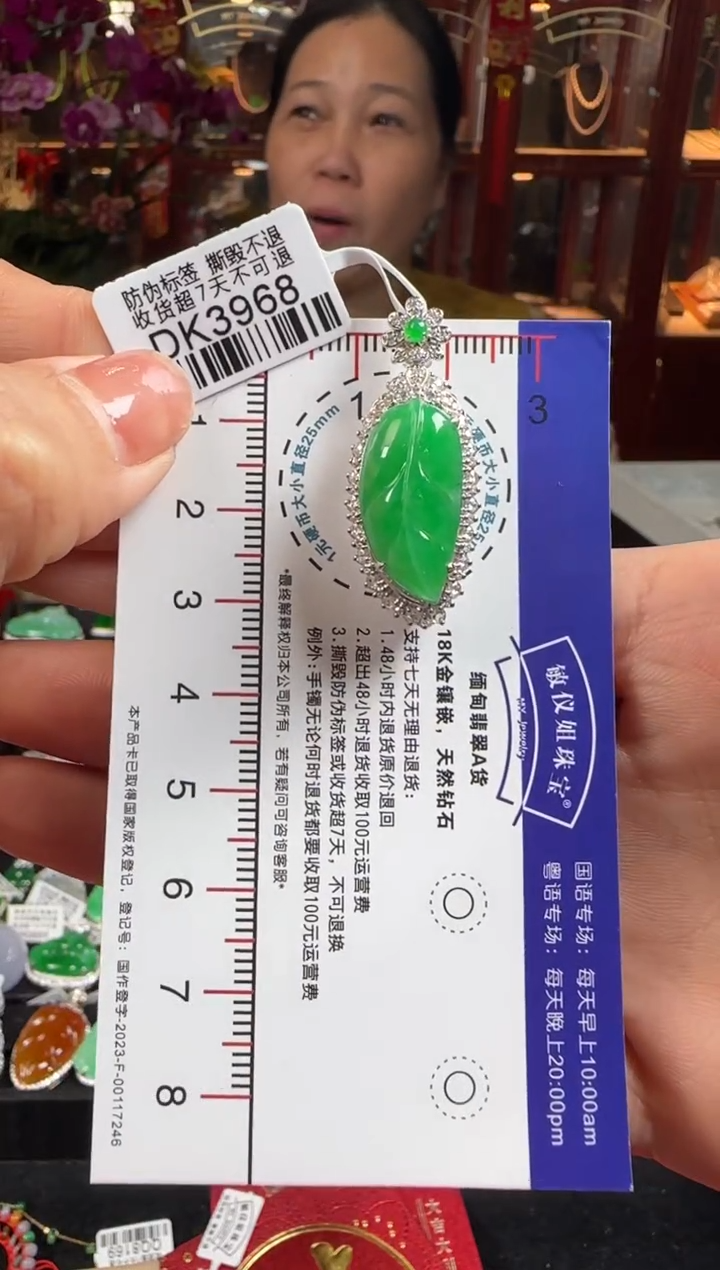 防伪标签 撕毁不退
收货超7天不可退
DK3968
1
3
1元硬币大小直径25mm
2
3
4
5
6
7
8
敏仪姐珠宝®
MY Jewelry
国语专场：每天早上10:00am
粤语专场：每天晚上20:00pm
缅甸翡翠A货
18K金镶嵌，天然钻石
支持七天无理由退货：
1.48小时内退货原价退回
2.超出48小时退货收取100元运营费
3.撕毁防伪标签或收货超7天，不可退换
例外:手镯无论何时退货都要收取100元运营费
*最终解释权归本公司所有，若有疑问可咨询客服*
本产品卡已取得国家版权登记，登记号：国作登字-2023-F-00117246